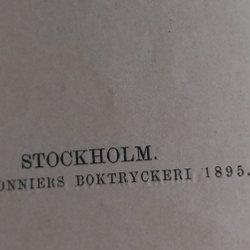 STOCKHOLM.
ONNIERS BOKTRYCKERI 1895.